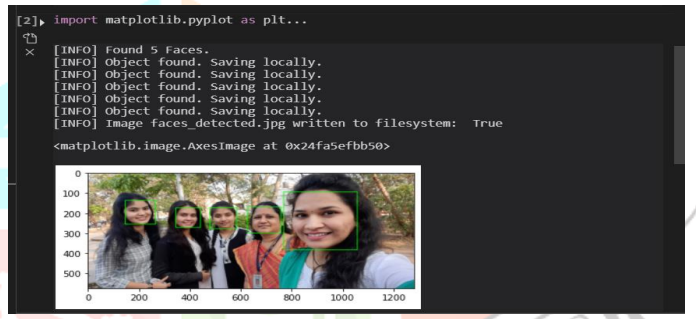 [2] import matplotlib.pyplot as plt...
[INFO] Found 5 Faces.
[INFO] Object found. Saving locally.
[INFO] Object found. Saving locally.
[INFO] Object found. Saving locally.
[INFO] Object found. Saving locally.
[INFO] Object found. Saving locally.
[INFO] Image faces_detected.jpg written to filesystem: True
<matplotlib.image.AxesImage at 0x24fa5efbb50>
0
100
200
300
400
500
0 200 400 600 800 1000 1200